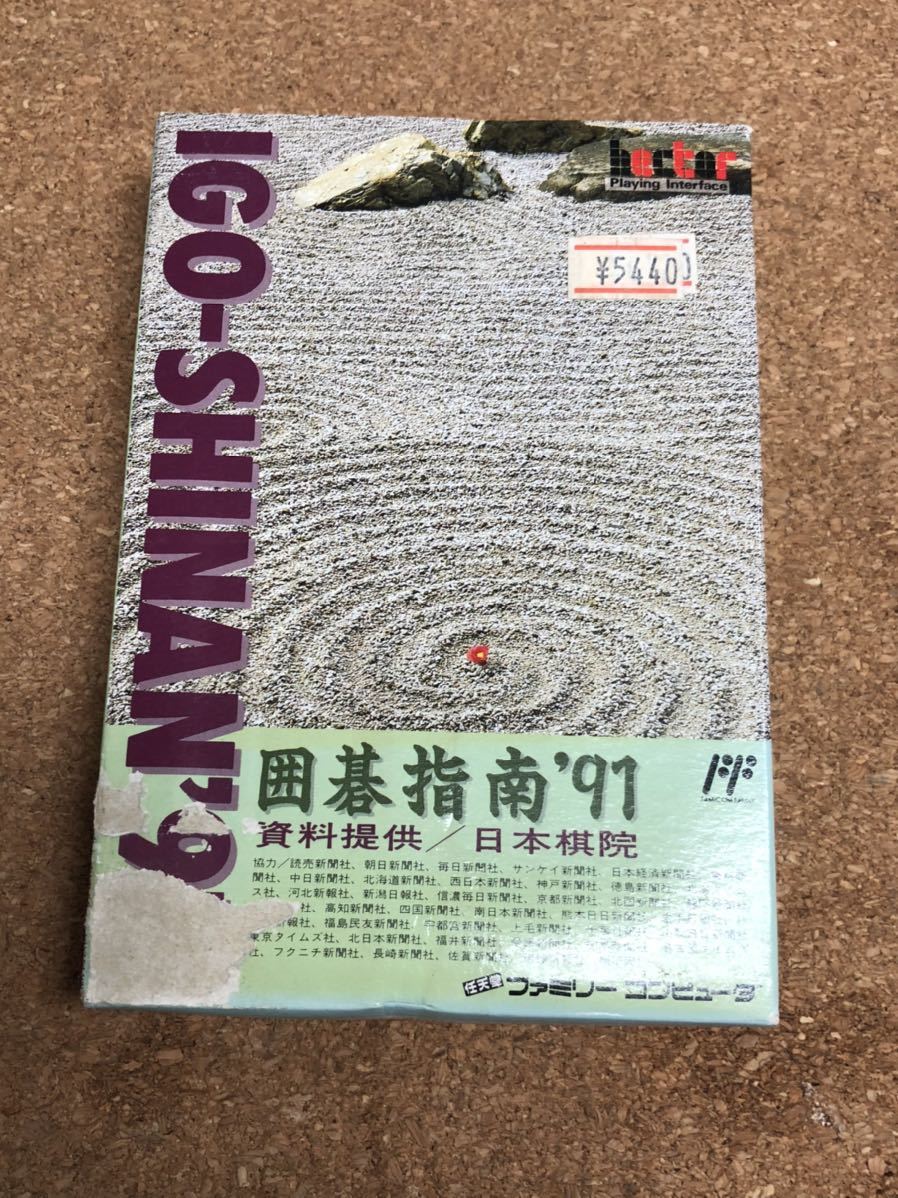 IGO-SHINAN'9
hector
Playing Interface
¥5440
囲碁指南'91
資料提供/日本棋院
協力/読売新聞社、朝日新聞社、毎日新聞社、サンケイ新聞社、日本経済新聞社、
聞社、中日新聞社、北海道新聞社、西日本新聞社、神戸新聞社、徳島新聞社、
ス社、河北新報社、新潟日報社、信濃毎日新聞社、京都新聞社、北国新聞社、
社、高知新聞社、四国新聞社、南日本新聞社、熊本日日新聞社、
新報社、福島民友新聞社、宇都宮新聞社、上毛新聞社、
東京タイムズ社、北日本新聞社、福井新聞社、
社、フクニチ新聞社、長崎新聞社、佐賀新聞社、
FF
FAMICOM FAMILY
任天堂 ファミリーコンピュータ